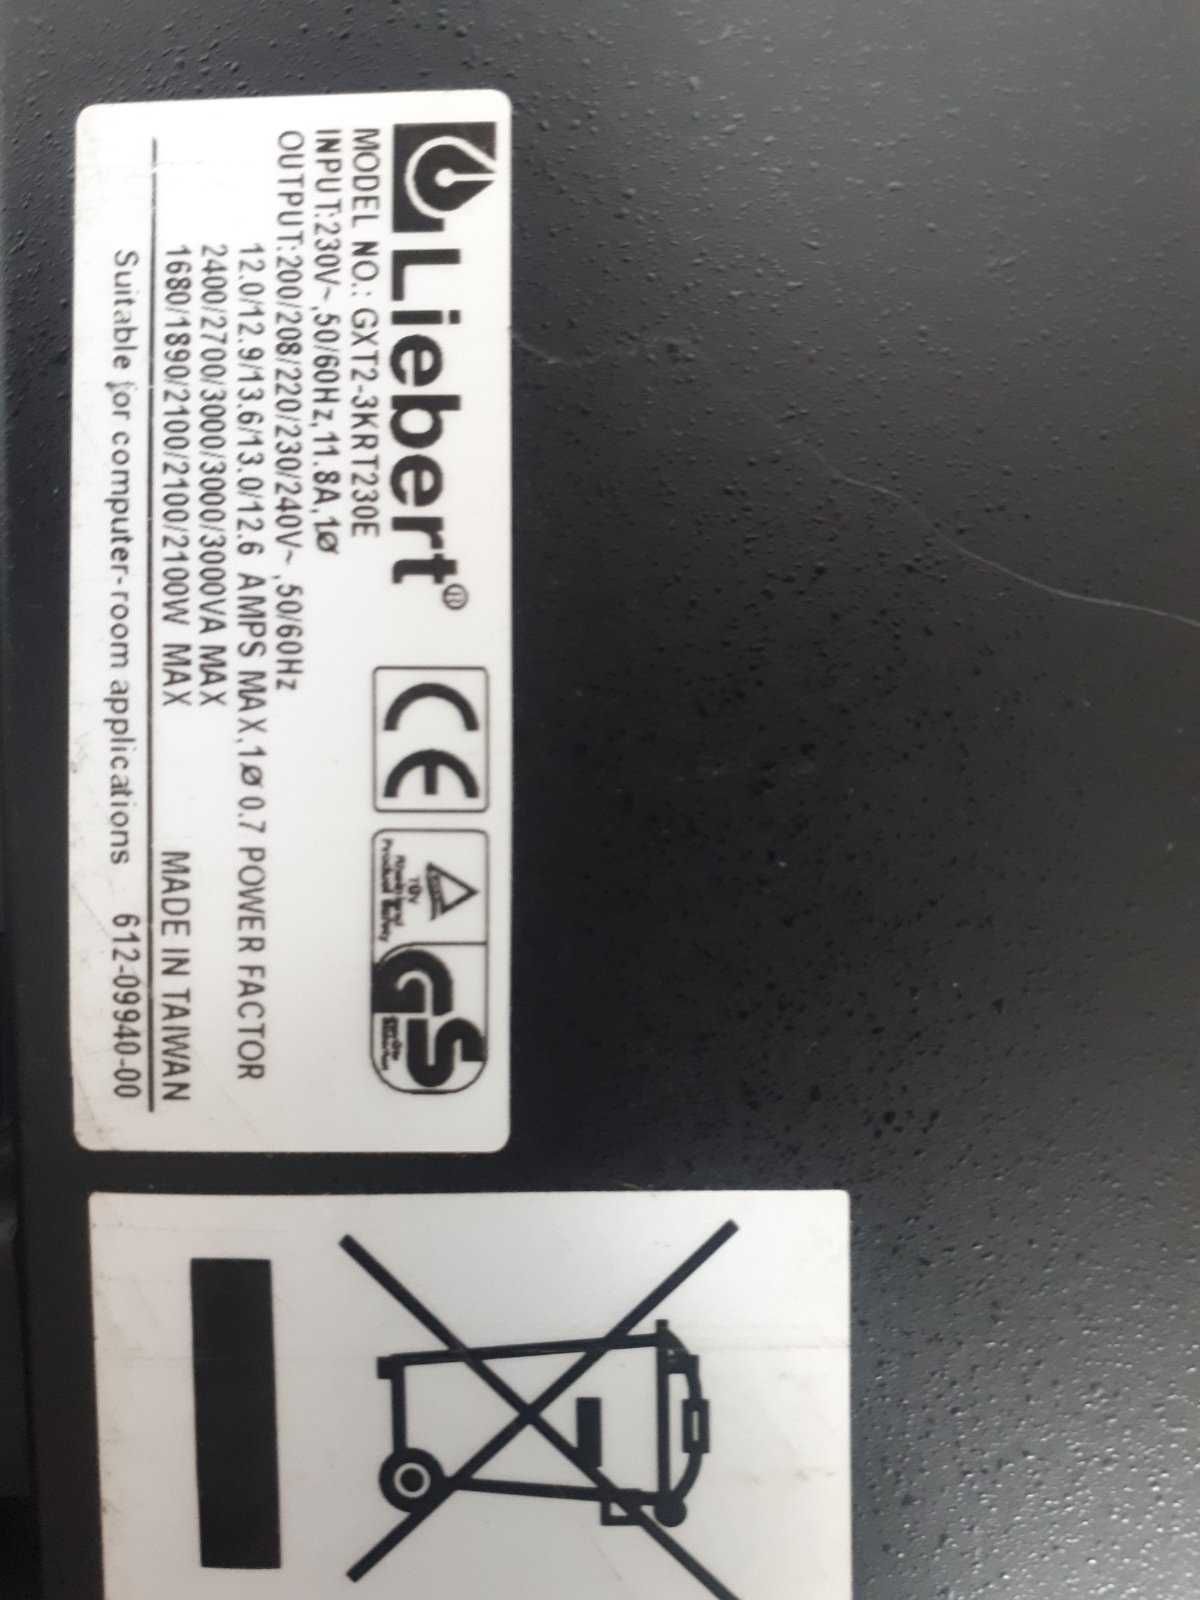 Liebert®
CE
TÜV
Rheinland
Product Safety
GS
MODEL NO.: GXT2-3KRT230E
INPUT:230V~,50/60Hz,11.8A,1Ø
OUTPUT:200/208/220/230/240V~,50/60Hz
12.0/12.9/13.6/13.0/12.6 AMPS MAX,1Ø 0.7 POWER FACTOR
2400/2700/3000/3000/3000VA MAX
1680/1890/2100/2100/2100W MAX MADE IN TAIWAN
Suitable for computer-room applications 612-09940-00